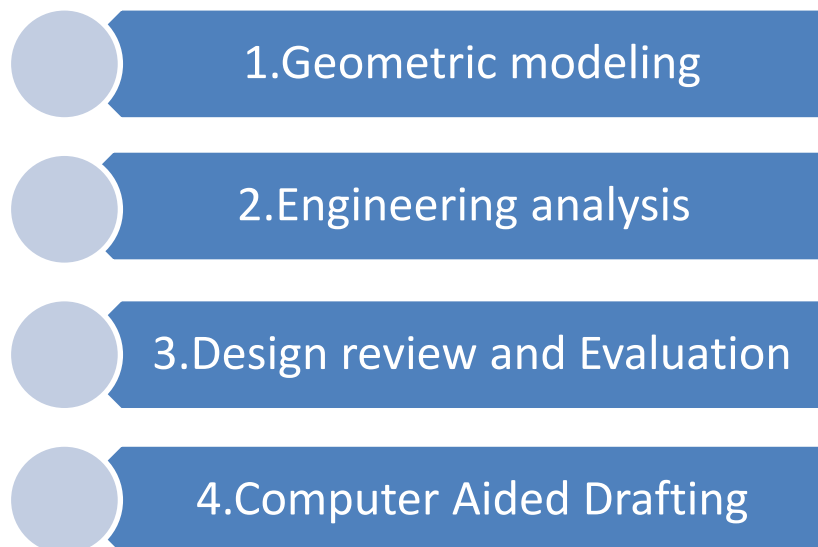 1.Geometric modeling
2.Engineering analysis
3.Design review and Evaluation
4.Computer Aided Drafting